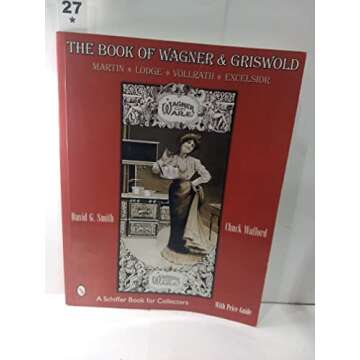 27
★
THE BOOK OF WAGNER & GRISWOLD
MARTIN ★ LODGE ★ VOLLRATH ★ EXCELSIOR
WAGNER
WARE
David G. Smith
Chuck Wafford
A Schiffer Book for Collectors
With Price Guide